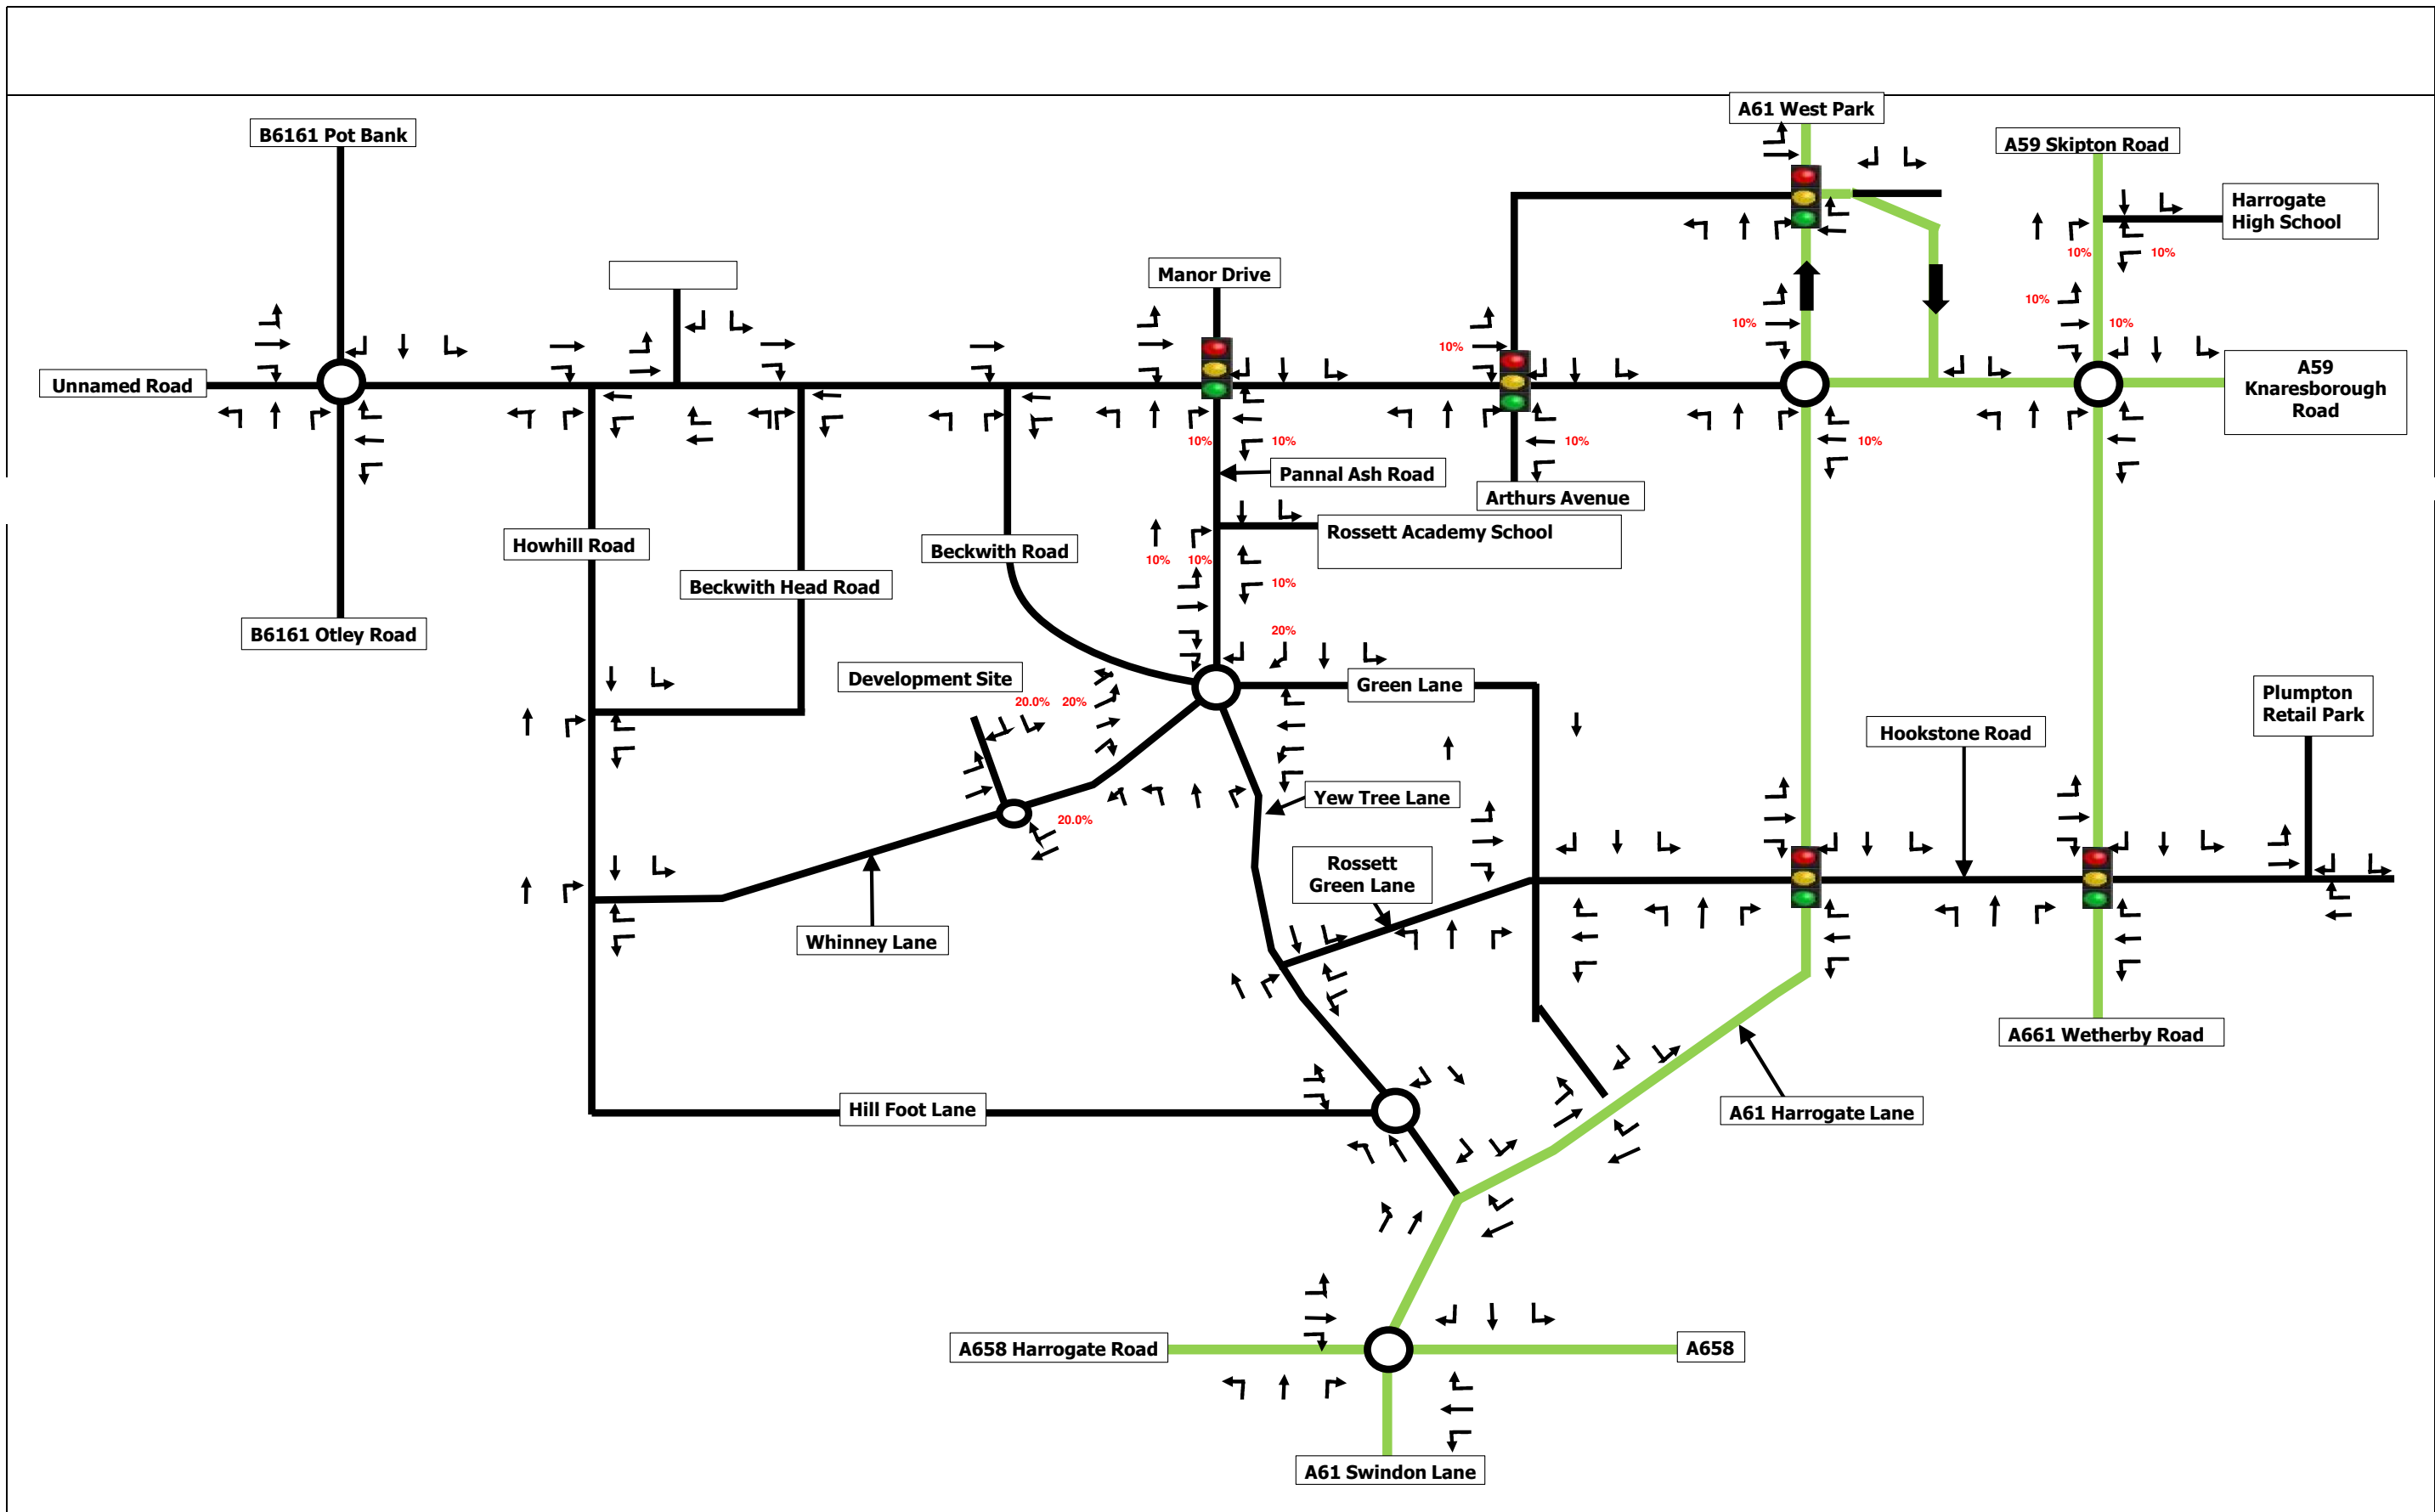 A61 West Park
B6161 Pot Bank
A59 Skipton Road
Harrogate
High School
10%
10%
Manor Drive
10%
10%
10%
10%
A59
Knaresborough
Road
Unnamed Road
10%
10%
10%
10%
Pannal Ash Road
Arthurs Avenue
Rossett Academy School
Howhill Road
Beckwith Road
10%
10%
Beckwith Head Road
10%
B6161 Otley Road
20%
Development Site
Green Lane
20.0%
20%
Plumpton
Retail Park
Hookstone Road
Yew Tree Lane
20.0%
Rossett
Green Lane
Whinney Lane
A661 Wetherby Road
Hill Foot Lane
A61 Harrogate Lane
A658 Harrogate Road
A658
A61 Swindon Lane